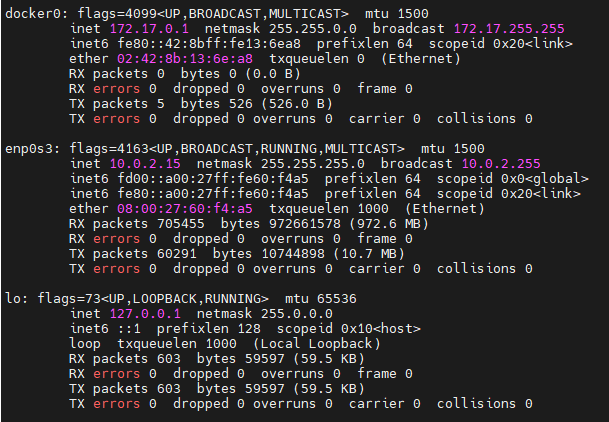 docker0: flags=4099<UP,BROADCAST,MULTICAST>  mtu 1500
        inet 172.17.0.1  netmask 255.255.0.0  broadcast 172.17.255.255
        inet6 fe80::42:8bff:fe13:6ea8  prefixlen 64  scopeid 0x20<link>
        ether 02:42:8b:13:6e:a8  txqueuelen 0  (Ethernet)
        RX packets 0  bytes 0 (0.0 B)
        RX errors 0  dropped 0  overruns 0  frame 0
        TX packets 5  bytes 526 (526.0 B)
        TX errors 0  dropped 0 overruns 0  carrier 0  collisions 0

enp0s3: flags=4163<UP,BROADCAST,RUNNING,MULTICAST>  mtu 1500
        inet 10.0.2.15  netmask 255.255.255.0  broadcast 10.0.2.255
        inet6 fd00::a00:27ff:fe60:f4a5  prefixlen 64  scopeid 0x0<global>
        inet6 fe80::a00:27ff:fe60:f4a5  prefixlen 64  scopeid 0x20<link>
        ether 08:00:27:60:f4:a5  txqueuelen 1000  (Ethernet)
        RX packets 705455  bytes 972661578 (972.6 MB)
        RX errors 0  dropped 0  overruns 0  frame 0
        TX packets 60291  bytes 10744898 (10.7 MB)
        TX errors 0  dropped 0 overruns 0  carrier 0  collisions 0

lo: flags=73<UP,LOOPBACK,RUNNING>  mtu 65536
        inet 127.0.0.1  netmask 255.0.0.0
        inet6 ::1  prefixlen 128  scopeid 0x10<host>
        loop  txqueuelen 1000  (Local Loopback)
        RX packets 603  bytes 59597 (59.5 KB)
        RX errors 0  dropped 0  overruns 0  frame 0
        TX packets 603  bytes 59597 (59.5 KB)
        TX errors 0  dropped 0 overruns 0  carrier 0  collisions 0